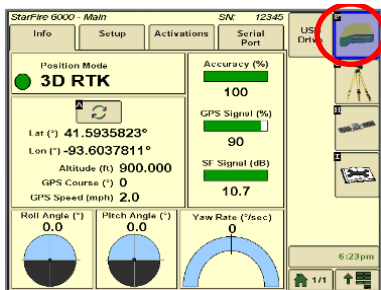 StarFire 6000 - Main SN: 12345
Info
Setup
Activations
Serial Port
USB Drive
Position Mode
3D RTK
A
Lat (°) 41.5935823°
Lon (°) -93.6037811°
Altitude (ft) 900.000
GPS Course (°) 0
GPS Speed (mph) 2.0
Accuracy (%)
100
GPS Signal (%)
90
SF Signal (dB)
10.7
Roll Angle (°)
0.0
Pitch Angle (°)
0.0
Yaw Rate (°/sec)
0
H
I
6:23pm
1/1